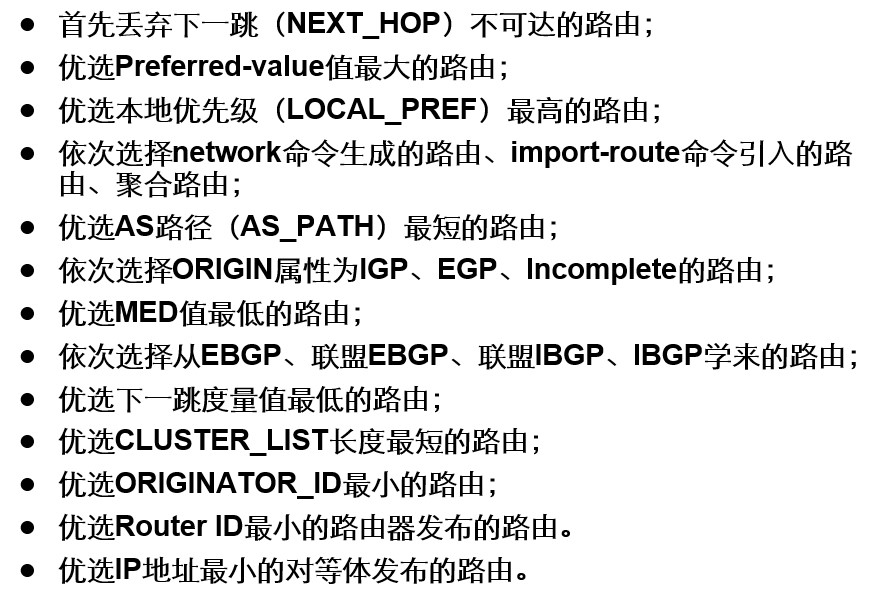 ● 首先丢弃下一跳（NEXT_HOP）不可达的路由；
● 优选Preferred-value值最大的路由；
● 优选本地优先级（LOCAL_PREF）最高的路由；
● 依次选择network命令生成的路由、import-route命令引入的路
由、聚合路由；
● 优选AS路径（AS_PATH）最短的路由；
● 依次选择ORIGIN属性为IGP、EGP、Incomplete的路由；
● 优选MED值最低的路由；
● 依次选择从EBGP、联盟EBGP、联盟IBGP、IBGP学来的路由；
● 优选下一跳度量值最低的路由；
● 优选CLUSTER_LIST长度最短的路由；
● 优选ORIGINATOR_ID最小的路由；
● 优选Router ID最小的路由器发布的路由。
● 优选IP地址最小的对等体发布的路由。